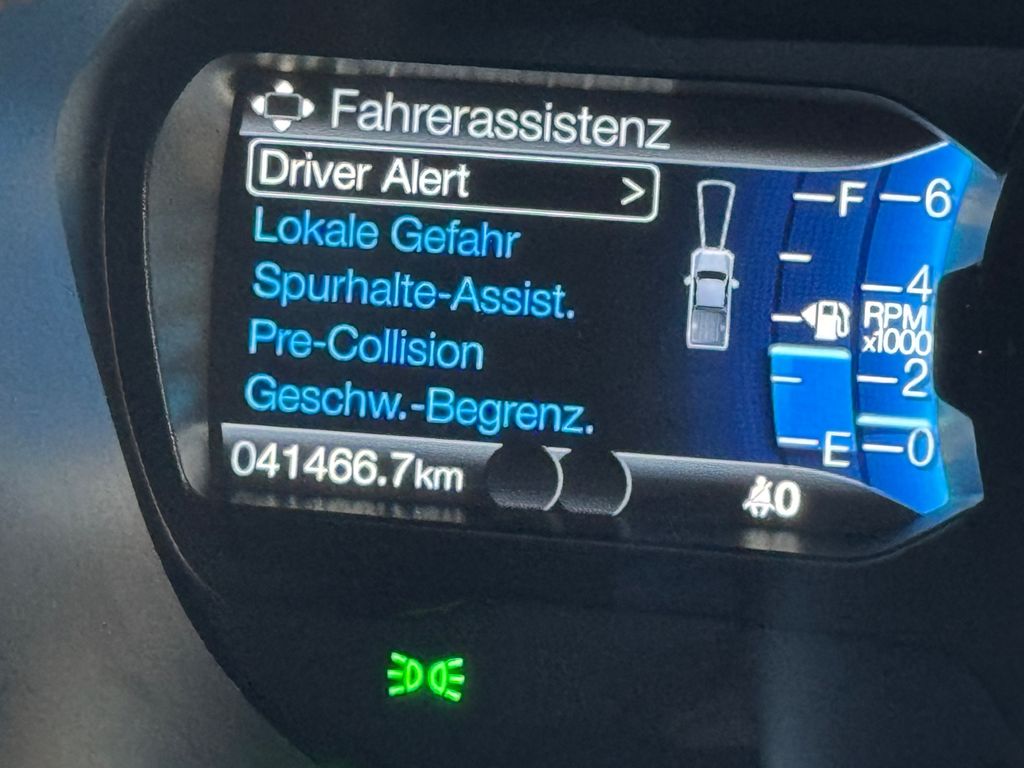 Fahrerassistenz
Driver Alert >
Lokale Gefahr
Spurhalte-Assist.
Pre-Collision
Geschw.-Begrenz.
041466.7km
F
E
6
4
RPM
x1000
2
0
0